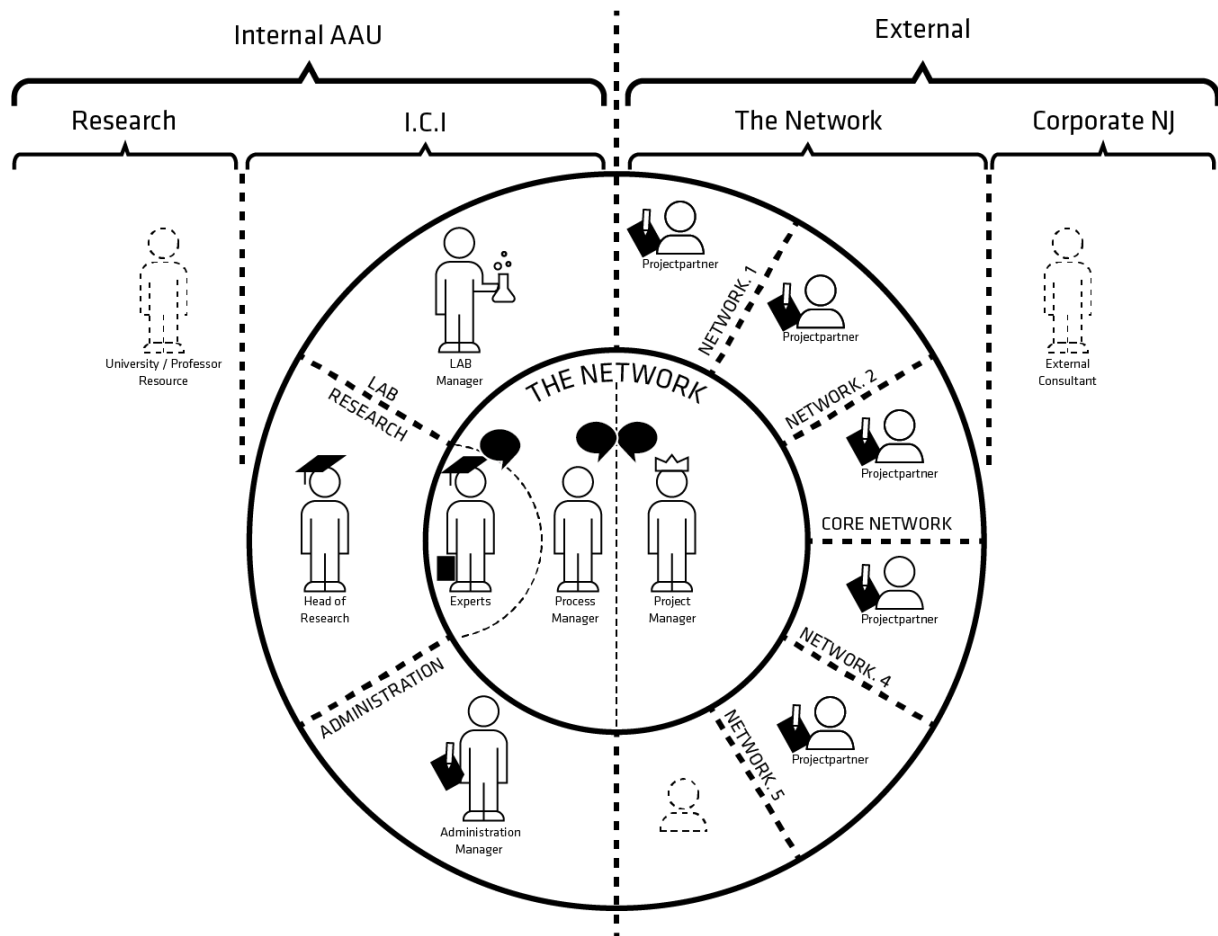 Internal AAU
External
Research
I.C.I
The Network
Corporate NJ
Projectpartner
NETWORK. 1
Projectpartner
University / Professor
Resource
LAB
Manager
External
Consultant
THE NETWORK
LAB
RESEARCH
NETWORK. 2
Projectpartner
CORE NETWORK
Head of
Research
Experts
Process
Manager
Project
Manager
Projectpartner
NETWORK. 4
ADMINISTRATION
NETWORK. 5
Projectpartner
Administration
Manager